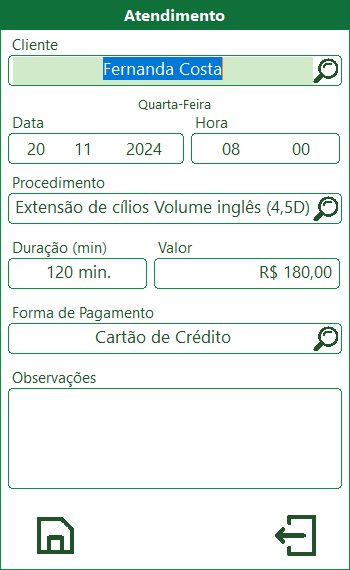 Atendimento
Cliente
Fernanda Costa
Quarta-Feira
Data Hora
20 11 2024 08 00
Procedimento
Extensão de cílios Volume inglês (4,5D)
Duração (min) Valor
120 min. R$ 180,00
Forma de Pagamento
Cartão de Crédito
Observações